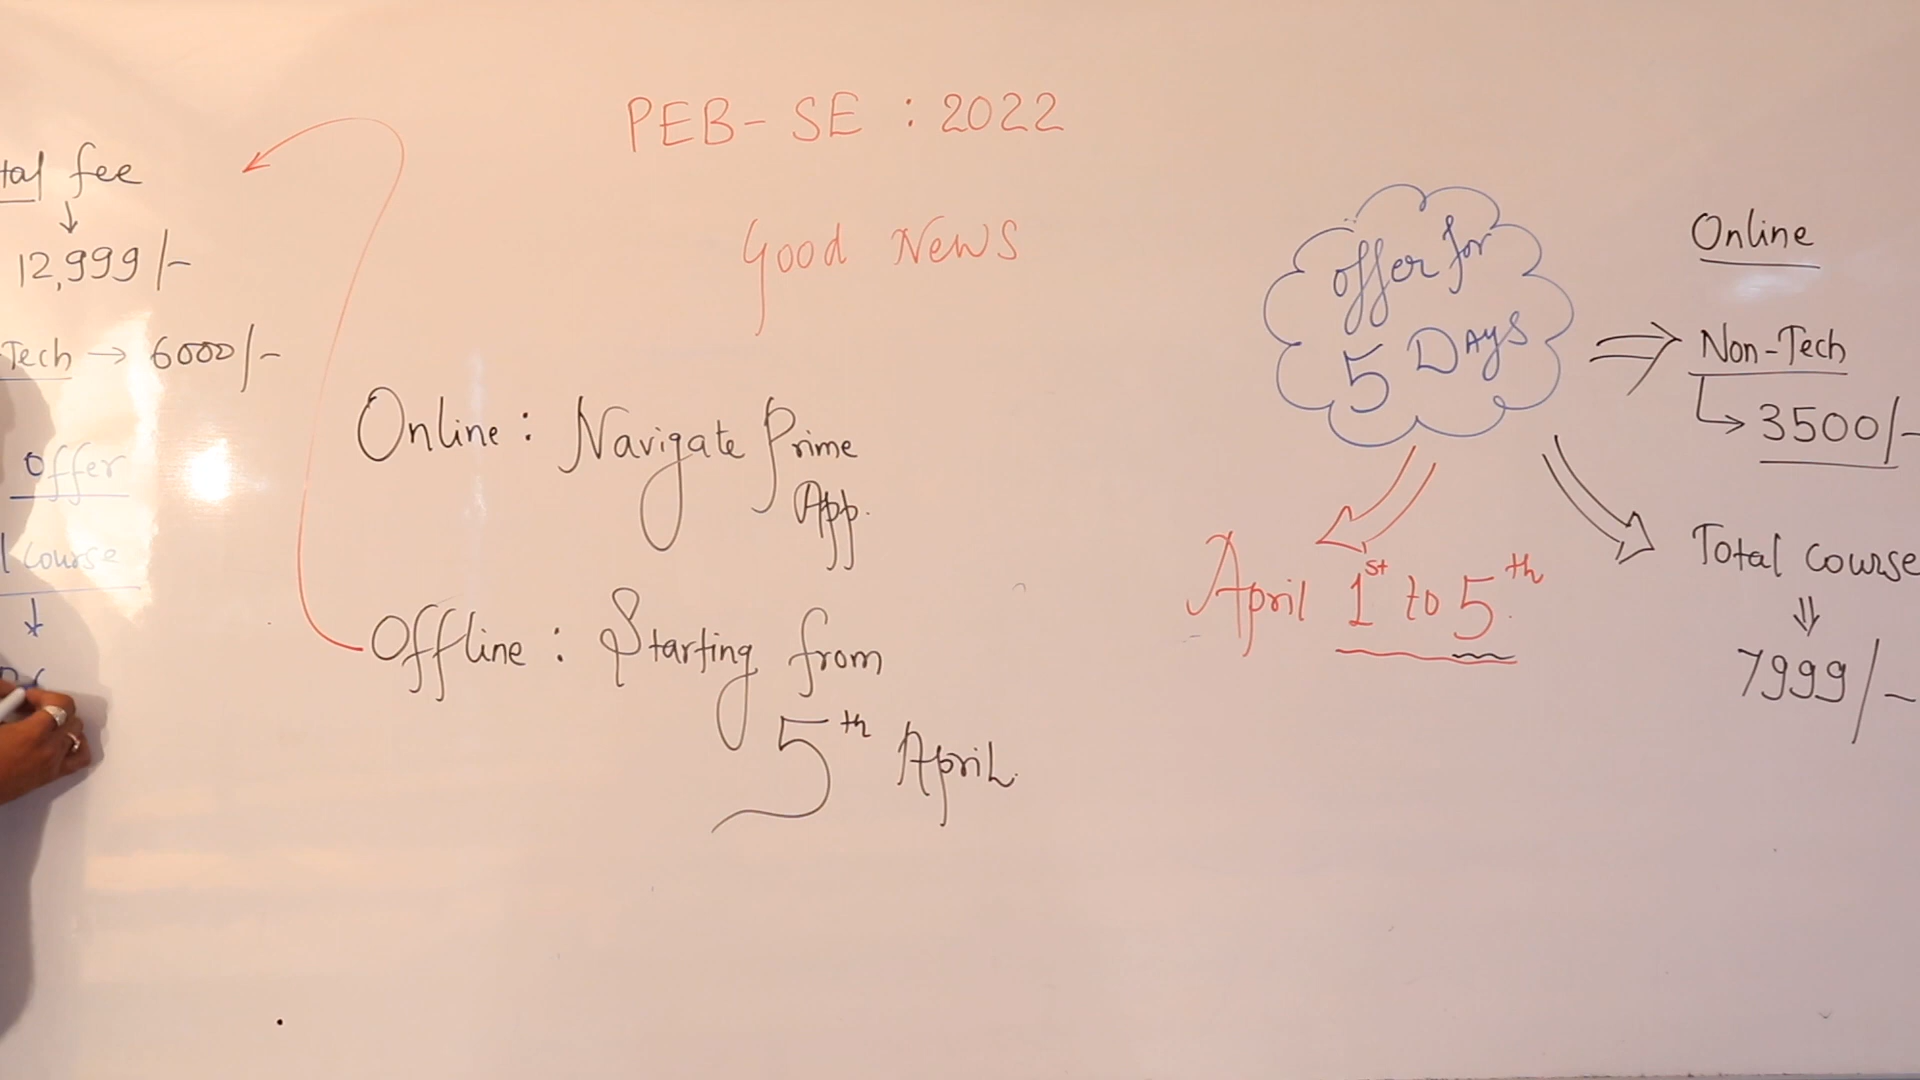 PEB-SE : 2022
Good News
fee
12,999/-
Tech → 6000/-
Offer
Course
Online : Navigate Prime
App.
Offline : Starting from
5th April.
Offer for
5 Days
April 1st to 5th
Online
Non-Tech
3500/-
Total Course
7999/-